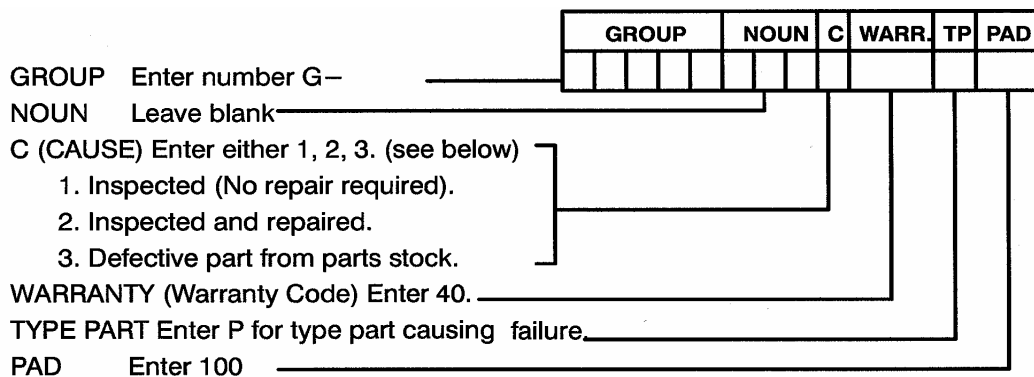 GROUP NOUN C WARR. TP PAD
GROUP Enter number G–
NOUN Leave blank
C (CAUSE) Enter either 1, 2, 3. (see below)
1. Inspected (No repair required).
2. Inspected and repaired.
3. Defective part from parts stock.
WARRANTY (Warranty Code) Enter 40.
TYPE PART Enter P for type part causing failure.
PAD Enter 100